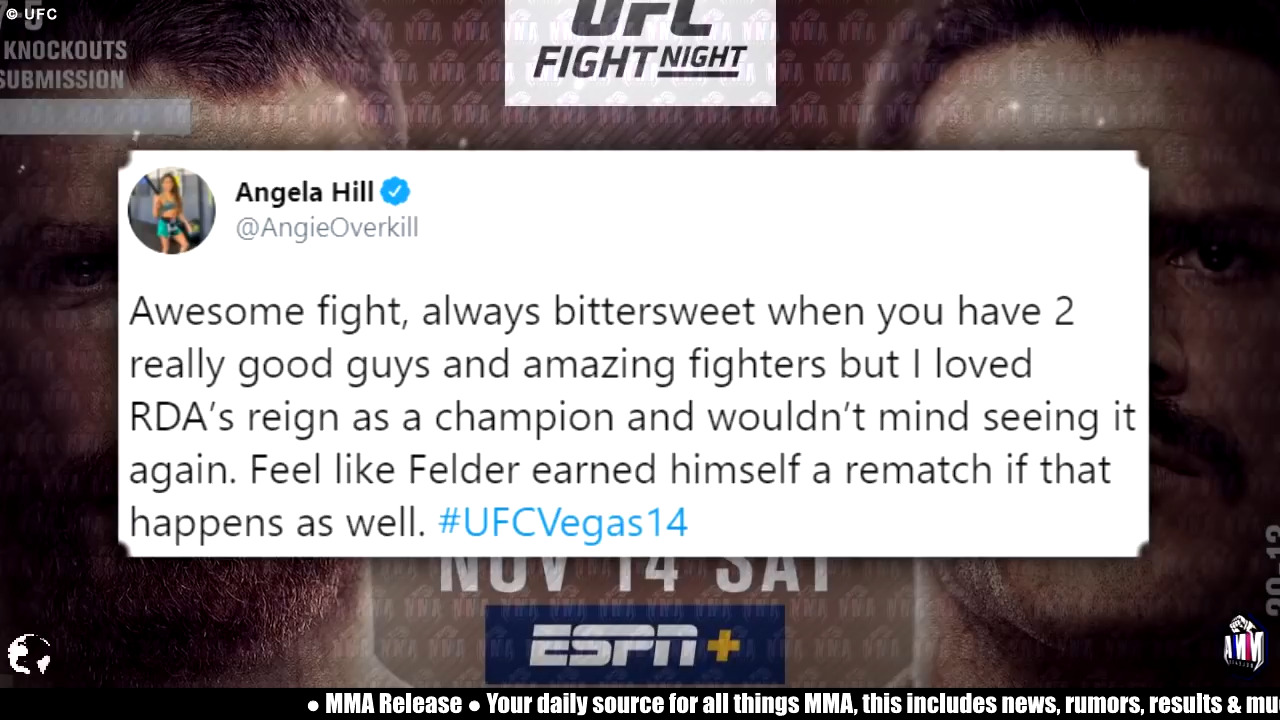 © UFC
7-5
KNOCKOUTS
SUBMISSION
UFC
FIGHT NIGHT
Angela Hill
@AngieOverkill
Awesome fight, always bittersweet when you have 2
really good guys and amazing fighters but I loved
RDA’s reign as a champion and wouldn’t mind seeing it
again. Feel like Felder earned himself a rematch if that
happens as well. #UFCVegas14
NOV 14 SAT
ESPN+
● MMA Release ● Your daily source for all things MMA, this includes news, rumors, results & mu